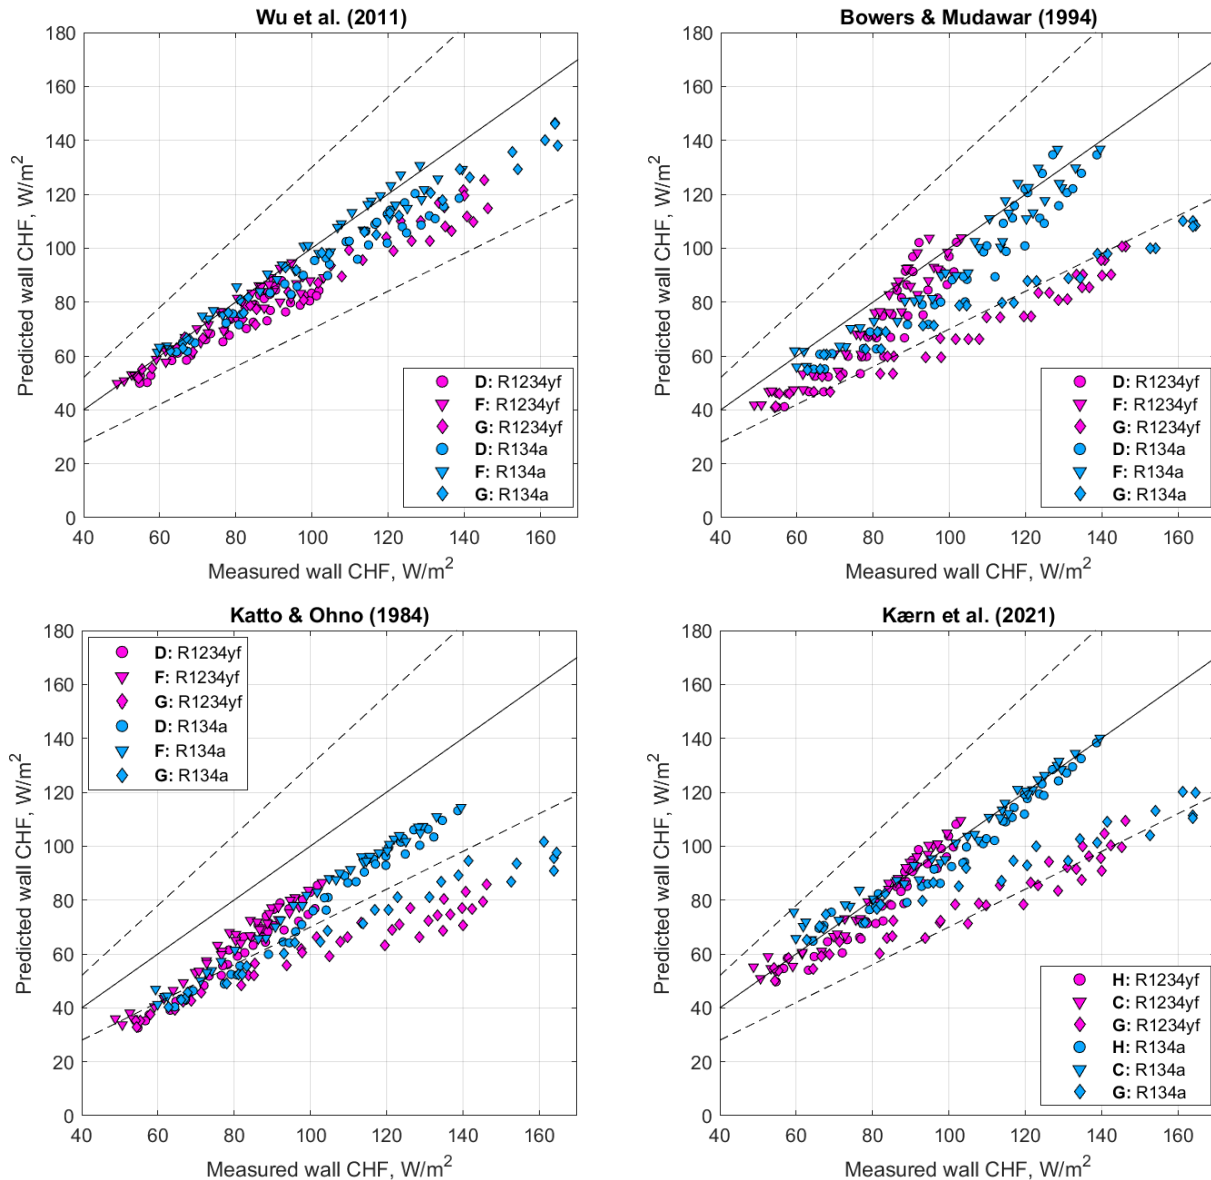 Wu et al. (2011)
180
160
140
120
100
80
60
40
20
0
Predicted wall CHF, W/m²
40 60 80 100 120 140 160
Measured wall CHF, W/m²
D: R1234yf
F: R1234yf
G: R1234yf
D: R134a
F: R134a
G: R134a
Bowers & Mudawar (1994)
180
160
140
120
100
80
60
40
20
0
Predicted wall CHF, W/m²
40 60 80 100 120 140 160
Measured wall CHF, W/m²
D: R1234yf
F: R1234yf
G: R1234yf
D: R134a
F: R134a
G: R134a
Katto & Ohno (1984)
180
160
140
120
100
80
60
40
20
0
Predicted wall CHF, W/m²
40 60 80 100 120 140 160
Measured wall CHF, W/m²
D: R1234yf
F: R1234yf
G: R1234yf
D: R134a
F: R134a
G: R134a
Kærn et al. (2021)
180
160
140
120
100
80
60
40
20
0
Predicted wall CHF, W/m²
40 60 80 100 120 140 160
Measured wall CHF, W/m²
H: R1234yf
C: R1234yf
G: R1234yf
H: R134a
C: R134a
G: R134a